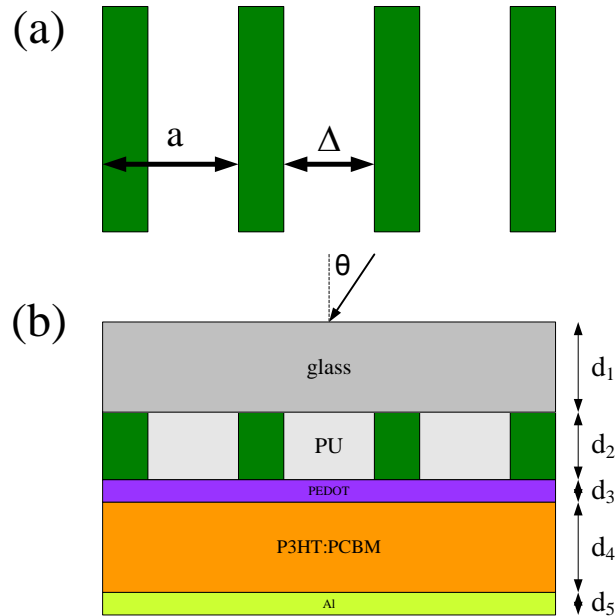 (a)
a
Δ
θ
(b)
glass
d₁
PU
d₂
PEDOT
d₃
P3HT:PCBM
d₄
Al
d₅